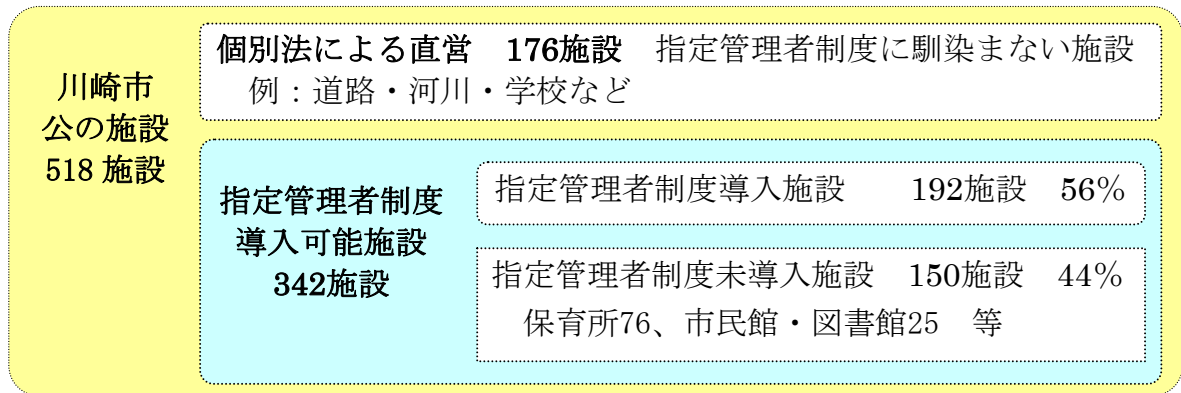 川崎市
公の施設
518 施設
個別法による直営　176施設　指定管理者制度に馴染まない施設
例：道路・河川・学校など
指定管理者制度
導入可能施設
342施設
指定管理者制度導入施設　192施設　56%
指定管理者制度未導入施設　150施設　44%
保育所76、市民館・図書館25　等